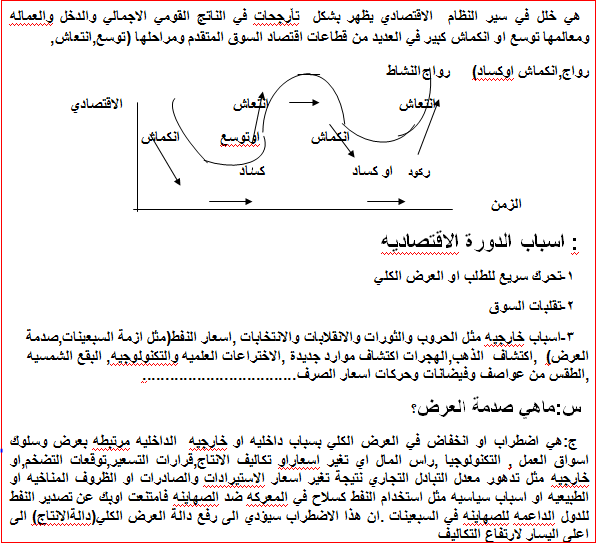 هي خلل في سير النظام الاقتصادي يظهر بشكل تأرجحات في الناتج القومي الاجمالي والدخل والعماله
ومعالمها توسع او انكماش كبير في العديد من قطاعات اقتصاد السوق المتقدم ومراحلها (توسع,انتعاش,
رواج,انكماش اوكساد) رواج النشاط
الاقتصادي انتعاش انتعاش
انكماش اوتوسع انكماش
كساد او كساد ركود
الزمن
: اسباب الدورة الاقتصاديه
١-تحرك سريع للطلب او العرض الكلي
٢-تقلبات السوق
٣-اسباب خارجيه مثل الحروب والثورات والانقلابات والانتخابات ,اسعار النفط(مثل ازمة السبعينات,صدمة
العرض) ,اكتشاف الذهب,الهجرات اكتشاف موارد جديدة ,الاختراعات العلميه والتكنولوجيه, البقع الشمسيه
,الطقس من عواصف وفيضانات وحركات اسعار الصرف..................................
س:ماهي صدمة العرض؟
ج:هي اضطراب او انخفاض في العرض الكلي بسباب داخليه او خارجيه الداخليه مرتبطه بعرض وسلوك
اسواق العمل , التكنولوجيا ,راس المال اي تغير اسعاراو تكاليف الانتاج,قرارات التسعير,توقعات التضخم,او
خارجيه مثل تدهور معدل التبادل التجاري نتيجة تغير اسعار الاستيرادات والصادرات او الظروف المناخيه او
الطبيعيه او اسباب سياسيه مثل استخدام النفط كسلاح في المعركه ضد الصهاينه فامتنعت اوبك عن تصدير النفط
للدول الداعمه للصهاينه في السبعينات .ان هذا الاضطراب سيؤدي الى رفع دالة العرض الكلي(دالةالانتاج) الى
اعلى اليسار لارتفاع التكاليف